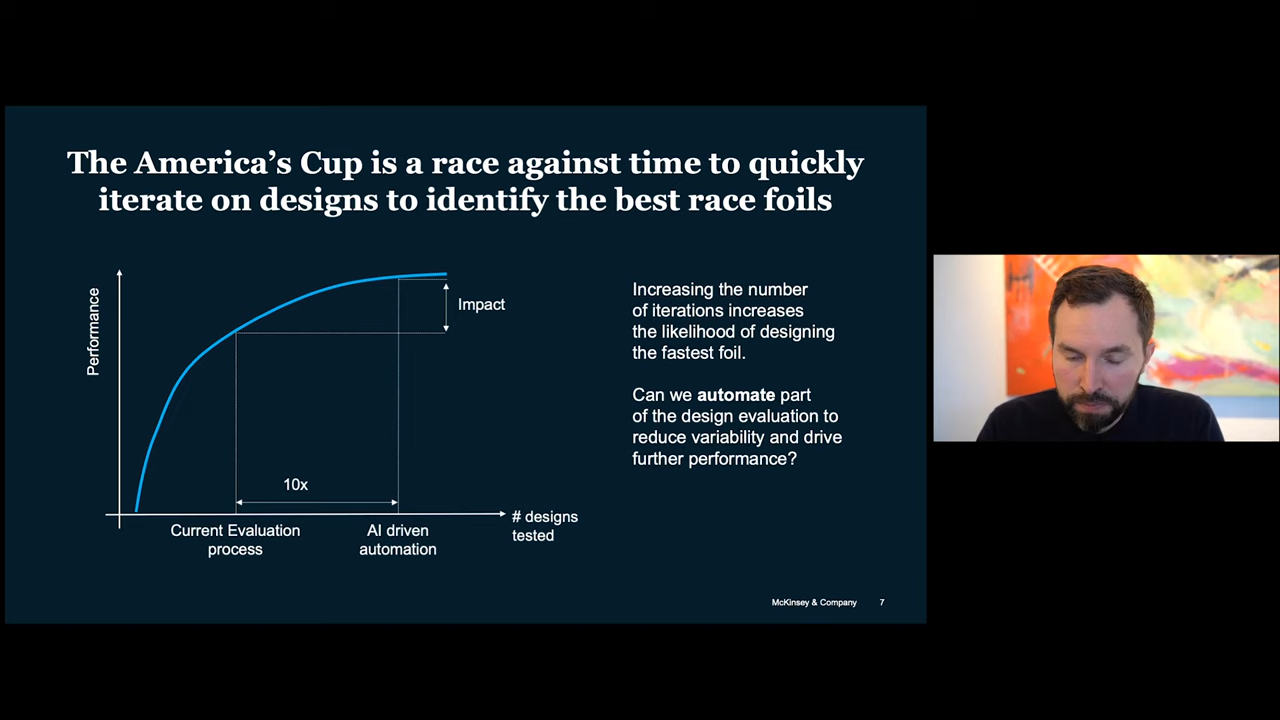 The America's Cup is a race against time to quickly
iterate on designs to identify the best race foils
Performance
Impact
10x
Current Evaluation
process
AI driven
automation
# designs
tested
Increasing the number
of iterations increases
the likelihood of designing
the fastest foil.
Can we automate part
of the design evaluation to
reduce variability and drive
further performance?
McKinsey & Company
7